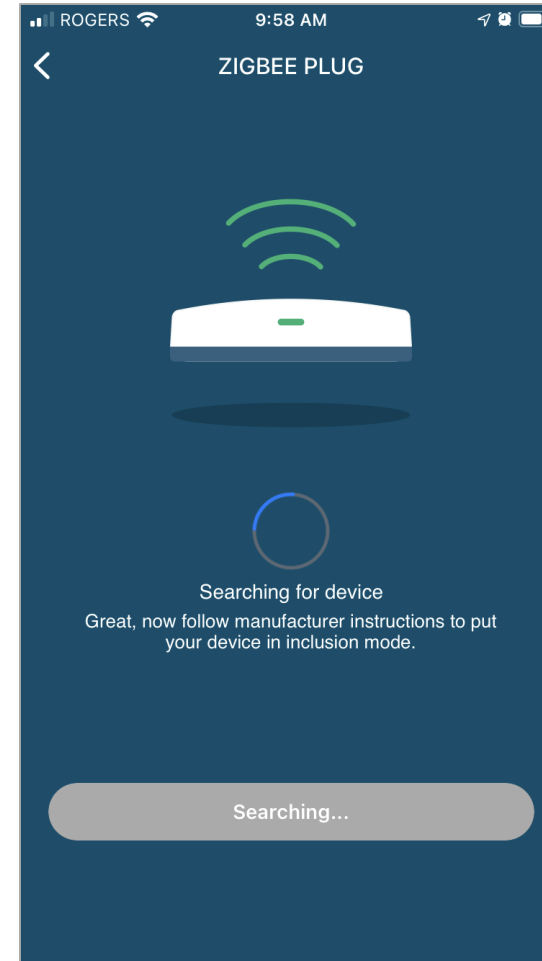 ROGERS 9:58 AM
ZIGBEE PLUG
Searching for device
Great, now follow manufacturer instructions to put
your device in inclusion mode.
Searching...